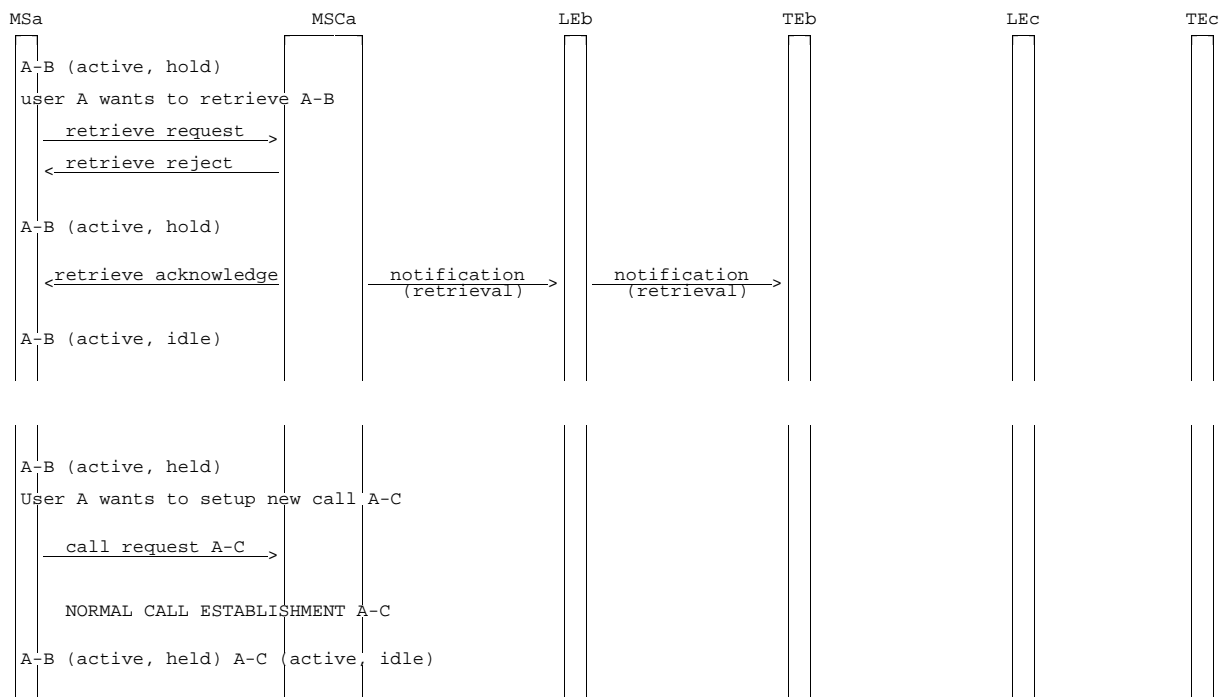 MSa MSCa LEb TEb LEc TEc
A-B (active, hold)
user A wants to retrieve A-B
retrieve request
retrieve reject
A-B (active, hold)
retrieve acknowledge notification notification
(retrieval) (retrieval)
A-B (active, idle)
A-B (active, held)
User A wants to setup new call A-C
call request A-C
NORMAL CALL ESTABLISHMENT A-C
A-B (active, held) A-C (active, idle)